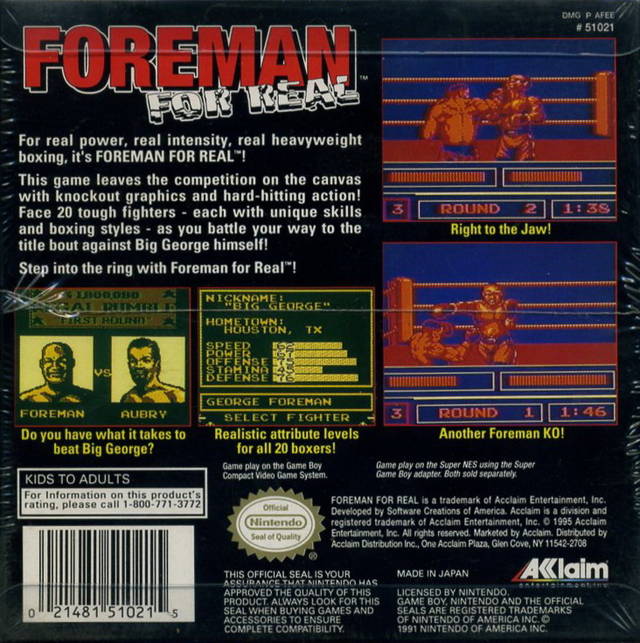 DMG P AFEE
# 51021
FOREMAN
FOR REAL™
For real power, real intensity, real heavyweight
boxing, it's FOREMAN FOR REAL™!
This game leaves the competition on the canvas
with knockout graphics and hard-hitting action!
Face 20 tough fighters - each with unique skills
and boxing styles - as you battle your way to the
title bout against Big George himself!
Step into the ring with Foreman for Real™!
3 ROUND 2 1:38
Right to the Jaw!
3 ROUND 1 1:46
Another Foreman KO!
FIRST ROUND
VS
FOREMAN AUBRY
Do you have what it takes to
beat Big George?
NICKNAME:
"BIG GEORGE"
HOMETOWN:
HOUSTON, TX
SPEED
POWER
OFFENSE
STAMINA
DEFENSE
GEORGE FOREMAN
SELECT FIGHTER
Realistic attribute levels
for all 20 boxers!
Game play on the Game Boy
Compact Video Game System.
Game play on the Super NES using the Super
Game Boy adapter. Both sold separately.
KIDS TO ADULTS
For Information on this product's
rating, please call 1-800-771-3772
0 21481 51021 5
Official
Nintendo
Seal of Quality
®
THIS OFFICIAL SEAL IS YOUR
ASSURANCE THAT NINTENDO HAS
APPROVED THE QUALITY OF THIS
PRODUCT. ALWAYS LOOK FOR THIS
SEAL WHEN BUYING GAMES AND
ACCESSORIES TO ENSURE
COMPLETE COMPATIBILITY.
FOREMAN FOR REAL is a trademark of Acclaim Entertainment, Inc.
Developed by Software Creations of America. Acclaim is a division and
registered trademark of Acclaim Entertainment, Inc. © 1995 Acclaim
Entertainment, Inc. All rights reserved. Marketed by Acclaim. Distributed by
Acclaim Distribution Inc., One Acclaim Plaza, Glen Cove, NY 11542-2708
MADE IN JAPAN
AKlaim
entertainment inc.
LICENSED BY NINTENDO.
GAME BOY, NINTENDO AND THE OFFICIAL
SEALS ARE REGISTERED TRADEMARKS
OF NINTENDO OF AMERICA INC. ©
1991 NINTENDO OF AMERICA INC.